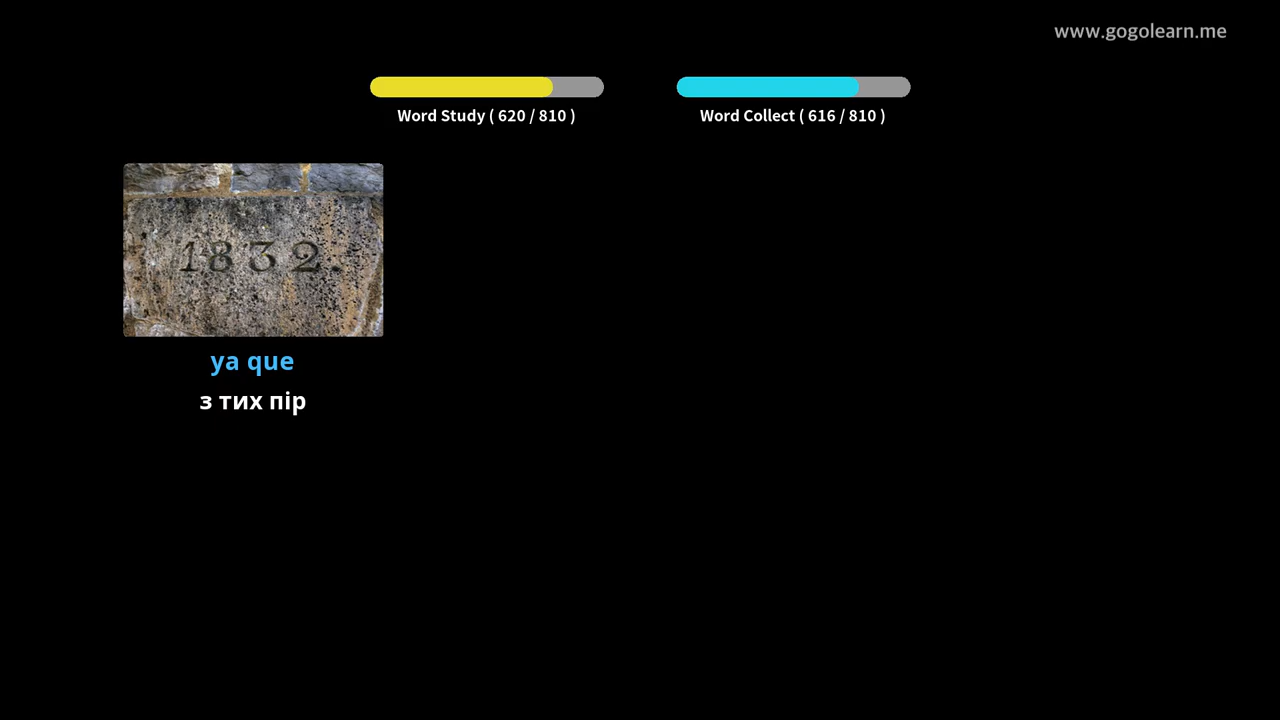 www.gogolearn.me
Word Study ( 620 / 810 )
Word Collect ( 616 / 810 )
1832.
ya que
з тих пір